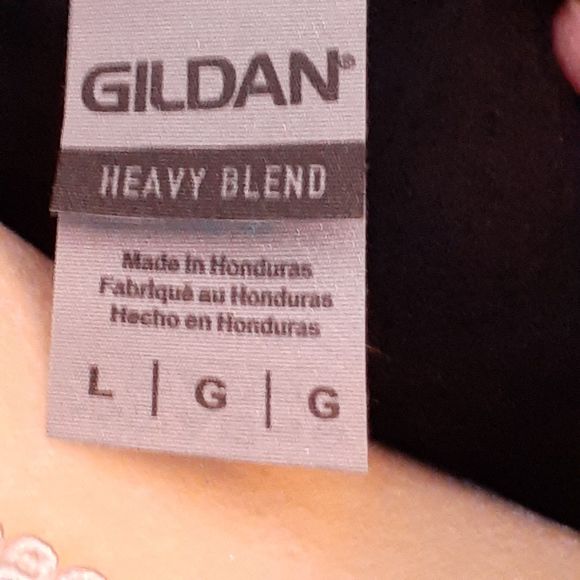 GILDAN®
HEAVY BLEND
Made in Honduras
Fabriqué au Honduras
Hecho en Honduras
L | G | G